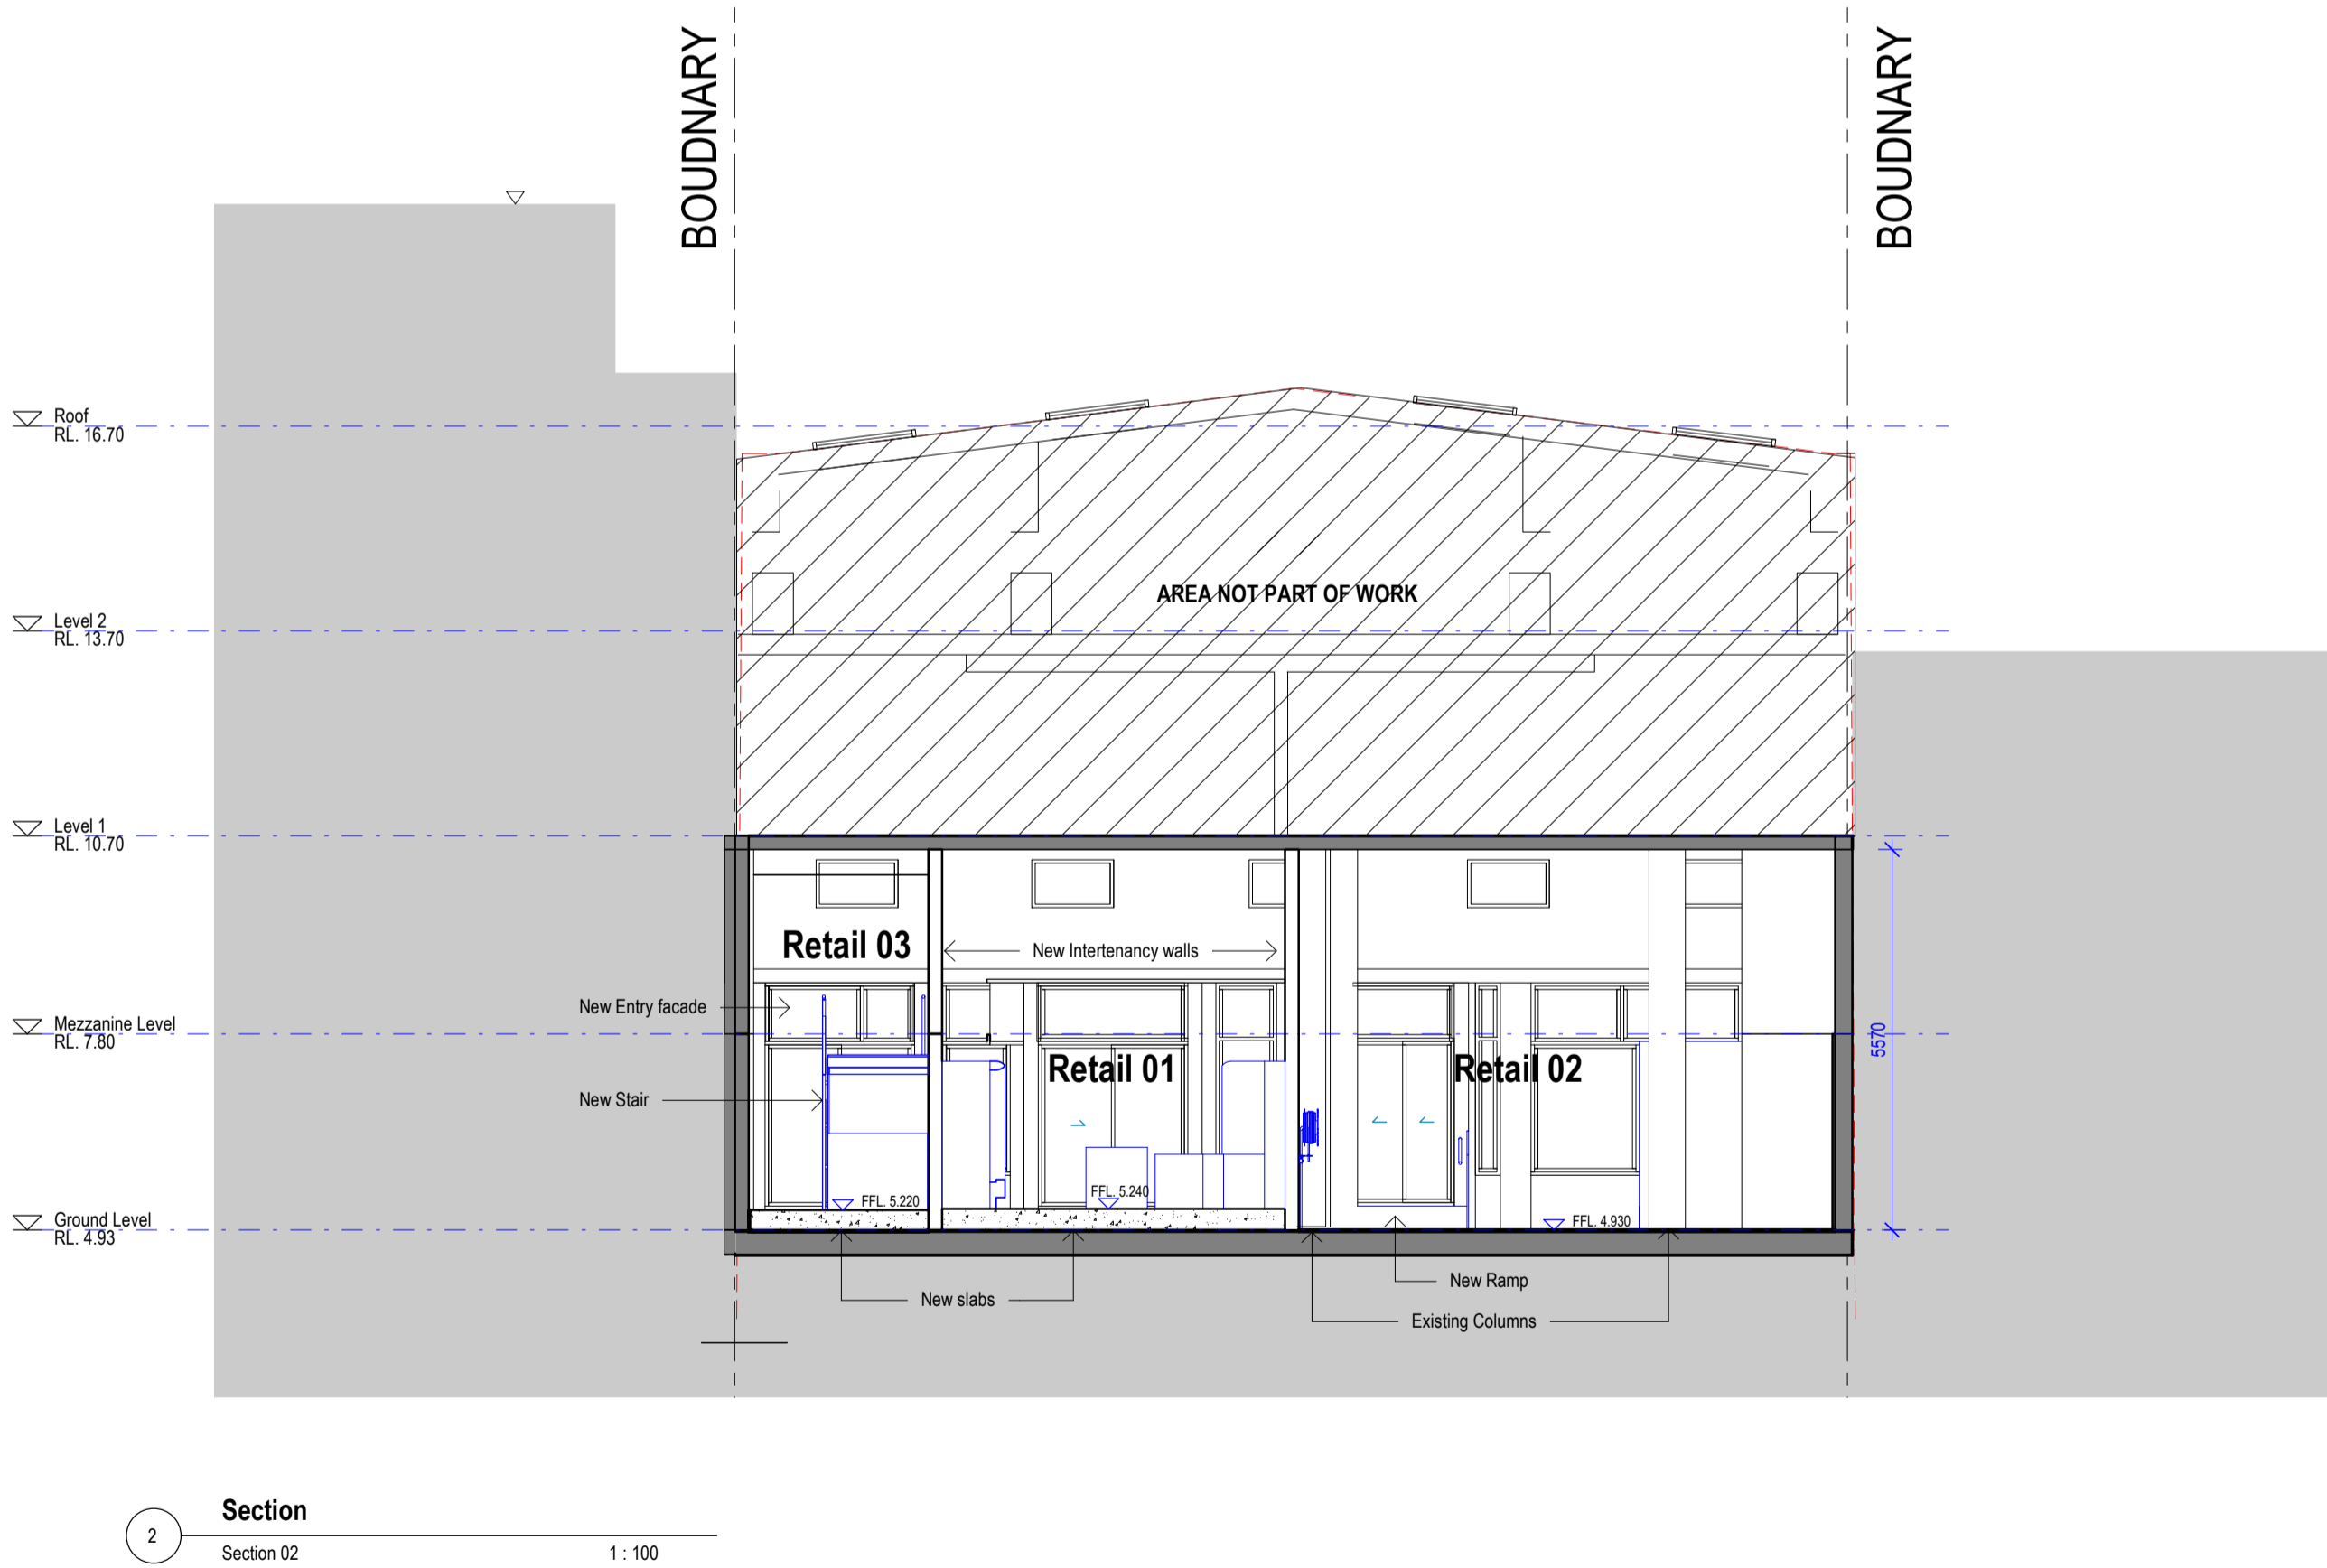 BOUDNARY
BOUDNARY
Roof
RL. 16.70
AREA NOT PART OF WORK
Level 2
RL. 13.70
Level 1
RL. 10.70
Retail 03
New Intertenancy walls
New Entry facade
Mezzanine Level
RL. 7.80
5570
Retail 01
Retail 02
New Stair
FFL. 5.220
FFL. 5.240
FFL. 4.930
Ground Level
RL. 4.93
New Ramp
New slabs
Existing Columns
Section
2
Section 02
1 : 100